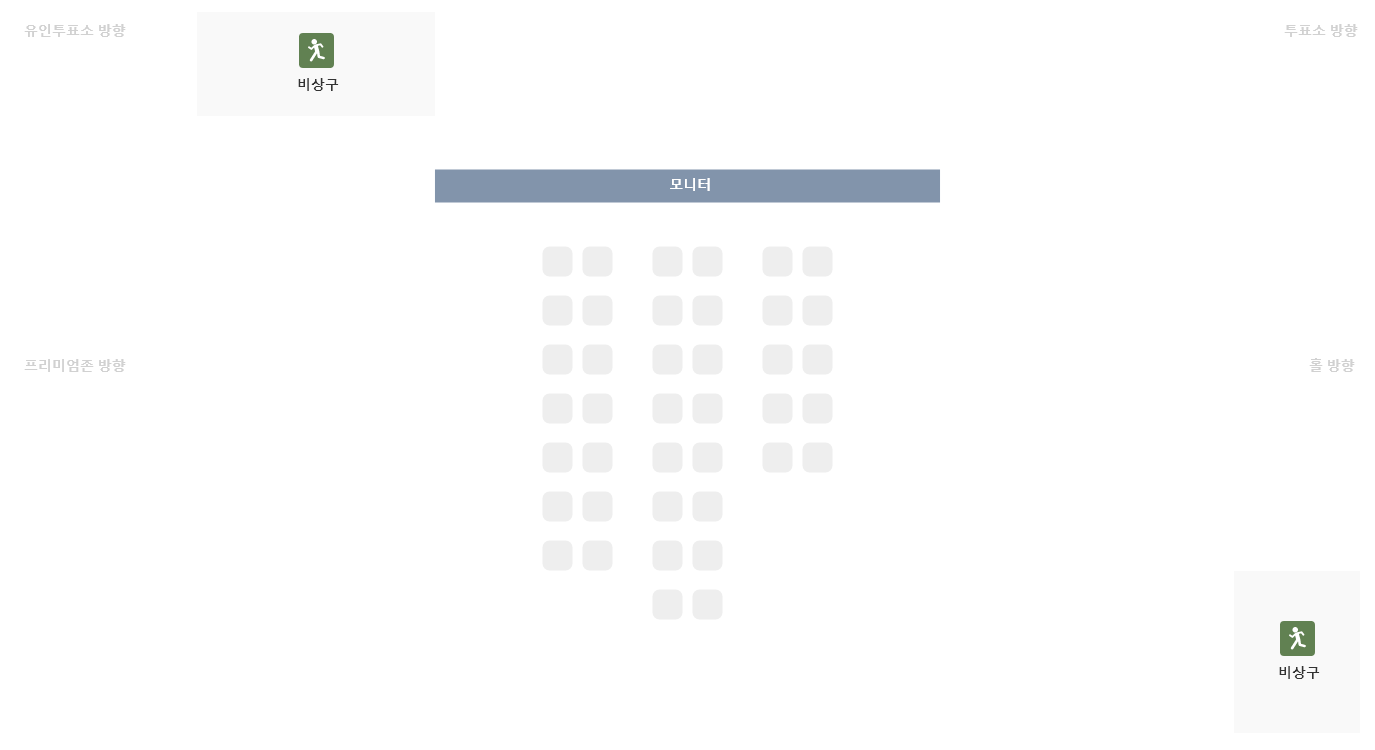 유인투표소 방향
투표소 방향
비상구
모니터
프리미엄존 방향
홀 방향
비상구